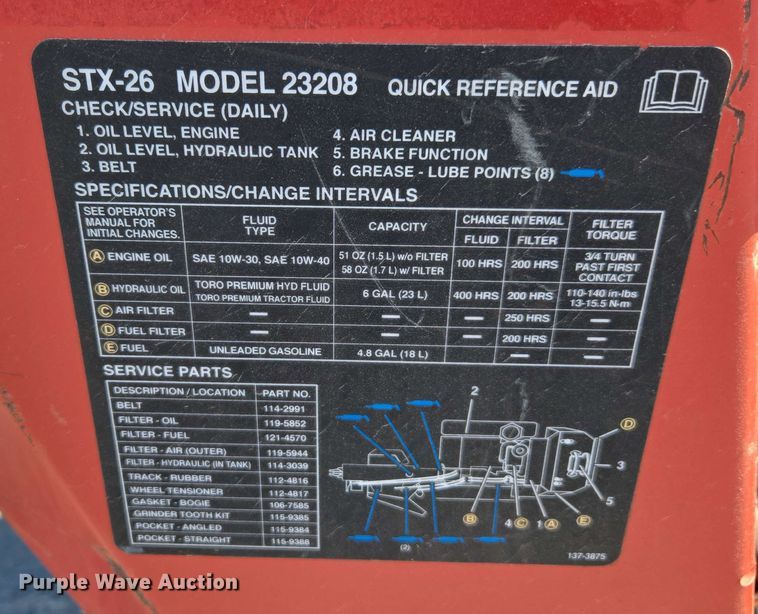 STX-26 MODEL 23208 QUICK REFERENCE AID
CHECK/SERVICE (DAILY)
1. OIL LEVEL, ENGINE 4. AIR CLEANER
2. OIL LEVEL, HYDRAULIC TANK 5. BRAKE FUNCTION
3. BELT 6. GREASE - LUBE POINTS (8)
SPECIFICATIONS/CHANGE INTERVALS
SEE OPERATOR'S MANUAL FOR INITIAL CHANGES. FLUID TYPE CAPACITY CHANGE INTERVAL FILTER TORQUE
FLUID FILTER
A ENGINE OIL SAE 10W-30, SAE 10W-40 51 OZ (1.5 L) w/o FILTER 58 OZ (1.7 L) w/ FILTER 100 HRS 200 HRS 3/4 TURN PAST FIRST CONTACT
B HYDRAULIC OIL TORO PREMIUM HYD FLUID TORO PREMIUM TRACTOR FLUID 6 GAL (23 L) 400 HRS 200 HRS 110-140 in-lbs 13-15.5 N-m
C AIR FILTER — — 250 HRS —
D FUEL FILTER — — 200 HRS —
E FUEL UNLEADED GASOLINE 4.8 GAL (18 L) — —
SERVICE PARTS
DESCRIPTION / LOCATION PART NO.
BELT 114-2991
FILTER - OIL 119-5852
FILTER - FUEL 121-4570
FILTER - AIR (OUTER) 119-5944
FILTER - HYDRAULIC (IN TANK) 114-3039
TRACK - RUBBER 112-4816
WHEEL TENSIONER 112-4817
GASKET - BOGIE 106-7585
GRINDER TOOTH KIT 115-9385
POCKET - ANGLED 115-9384
POCKET - STRAIGHT 115-9388
2
D
3
5
B 4 C 1 A E
(2)
137-3875
Purple Wave Auction